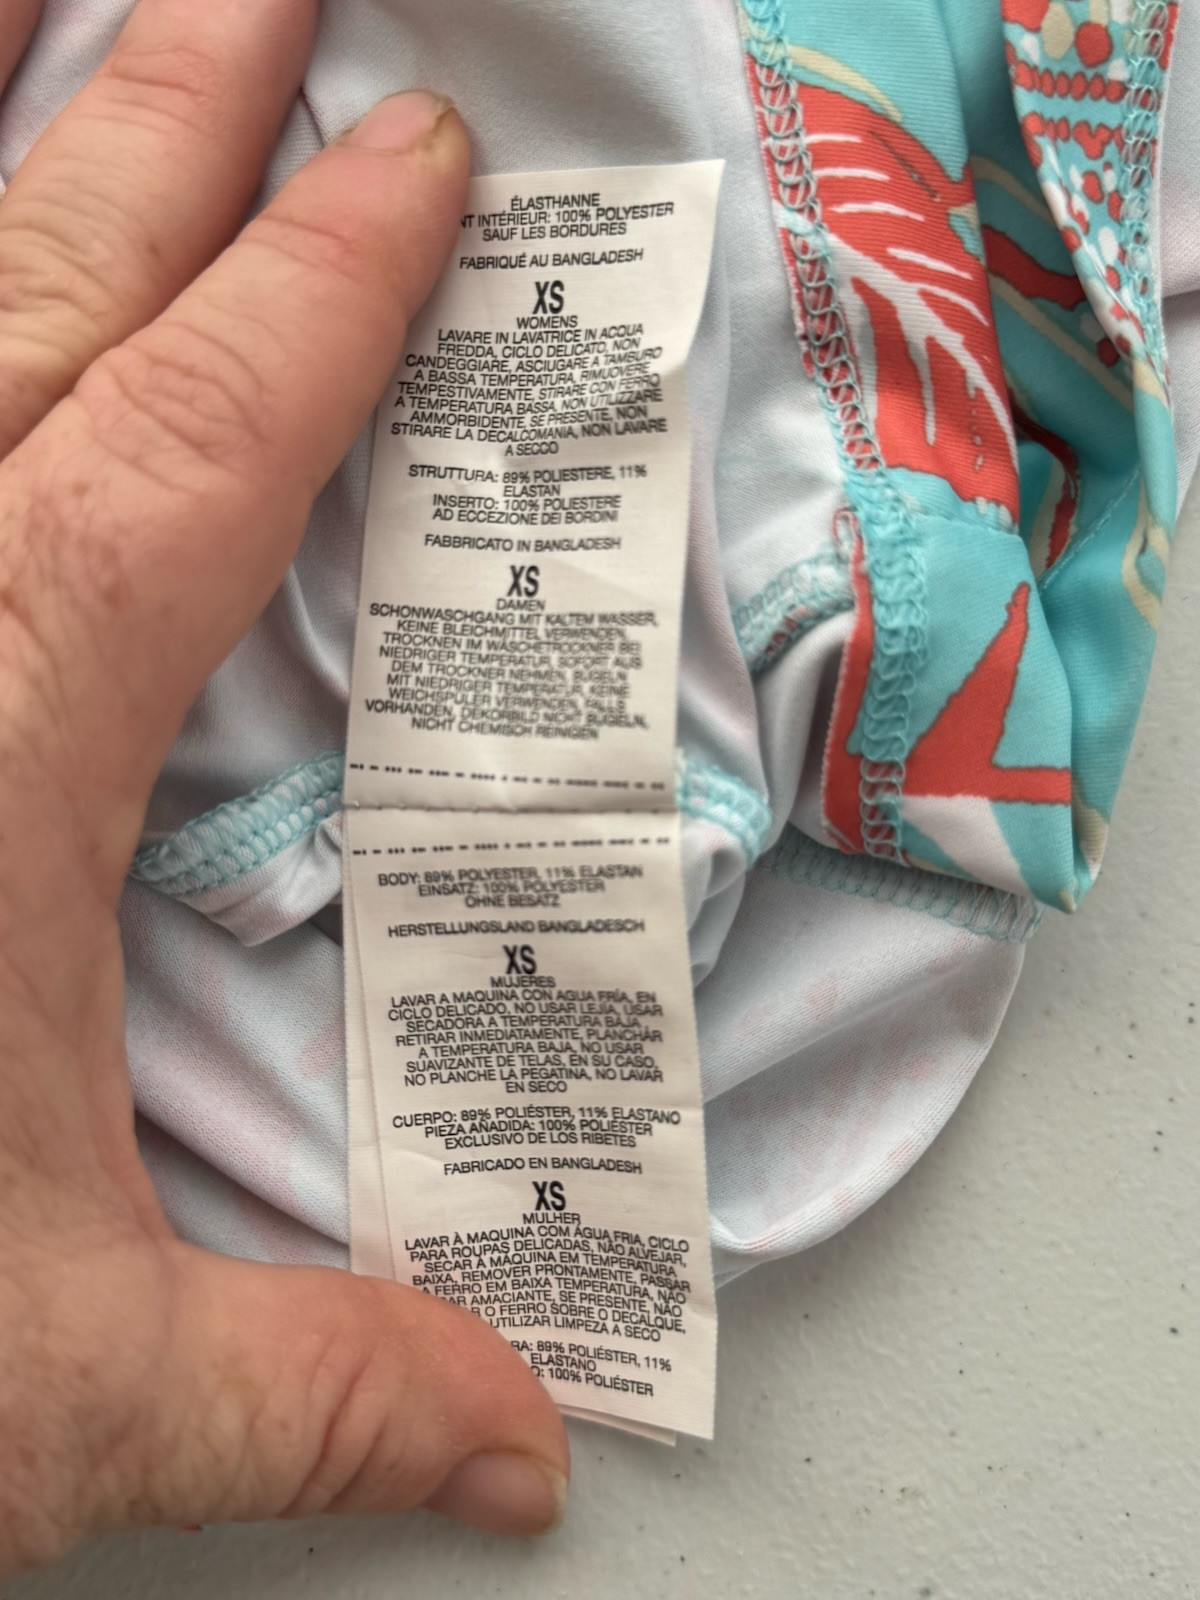 ÉLASTHANNE
NT INTÉRIEUR: 100% POLYESTER
SAUF LES BORDURES
FABRIQUÉ AU BANGLADESH
XS
WOMENS
LAVARE IN LAVATRICE IN ACQUA
FREDDA, CICLO DELICATO, NON
CANDEGGIARE, ASCIUGARE A TAMBURO
A BASSA TEMPERATURA, RIMUOVERE
TEMPESTIVAMENTE, STIRARE CON FERRO
A TEMPERATURA BASSA, NON UTILIZZARE
AMMORBIDENTE, SE PRESENTE, NON
STIRARE LA DECALCOMANIA, NON LAVARE
A SECCO
STRUTTURA: 89% POLIESTERE, 11%
ELASTAN
INSERTO: 100% POLIESTERE
AD ECCEZIONE DEI BORDINI
FABBRICATO IN BANGLADESH
XS
DAMEN
SCHONWASCHGANG MIT KALTEM WASSER,
KEINE BLEICHMITTEL VERWENDEN,
TROCKNEN IM WÄSCHETROCKNER BEI
NIEDRIGER TEMPERATUR, SOFORT AUS
DEM TROCKNER NEHMEN, BÜGELN
MIT NIEDRIGER TEMPERATUR, KEINE
WEICHSPÜLER VERWENDEN, FALLS
VORHANDEN, DEKORBILD NICHT BÜGELN,
NICHT CHEMISCH REINIGEN
BODY: 89% POLYESTER, 11% ELASTAN
EINSATZ: 100% POLYESTER
OHNE BESATZ
HERSTELLUNGSLAND BANGLADESCH
XS
MUJERES
LAVAR A MAQUINA CON AGUA FRÍA, EN
CICLO DELICADO, NO USAR LEJÍA, USAR
SECADORA A TEMPERATURA BAJA,
RETIRAR INMEDIATAMENTE, PLANCHAR
A TEMPERATURA BAJA, NO USAR
SUAVIZANTE DE TELAS, EN SU CASO,
NO PLANCHE LA PEGATINA, NO LAVAR
EN SECO
CUERPO: 89% POLIÉSTER, 11% ELASTANO
PIEZA AÑADIDA: 100% POLIÉSTER
EXCLUSIVO DE LOS RIBETES
FABRICADO EN BANGLADESH
XS
MULHER
LAVAR À MAQUINA COM ÁGUA FRIA, CICLO
PARA ROUPAS DELICADAS, NÃO ALVEJAR,
SECAR À MÁQUINA EM TEMPERATURA
BAIXA, REMOVER PRONTAMENTE, PASSAR
A FERRO EM BAIXA TEMPERATURA, NÃO
AR AMACIANTE, SE PRESENTE, NÃO
R O FERRO SOBRE O DECALQUE,
UTILIZAR LIMPEZA A SECO
RA: 89% POLIÉSTER, 11%
ELASTANO
O: 100% POLIÉSTER